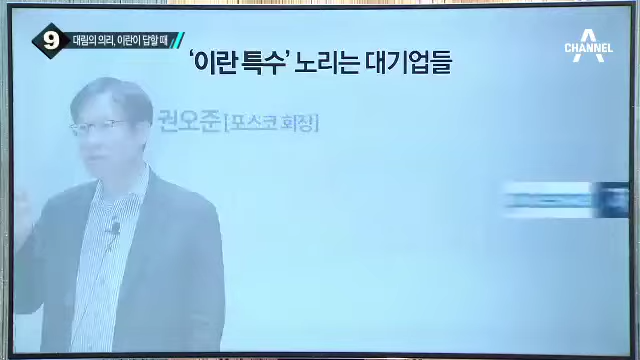 9 대림의 의리, 이란이 답할 때
CHANNEL A
‘이란 특수’ 노리는 대기업들
권오준 [포스코 회장]